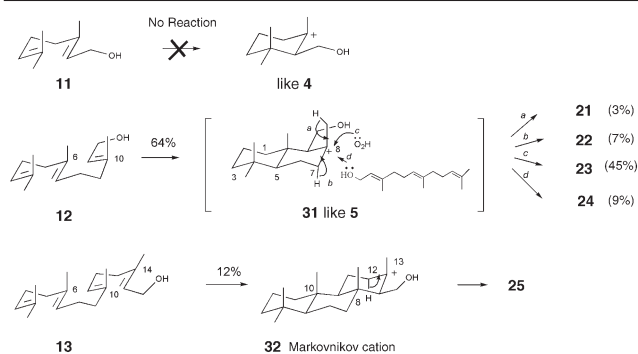 No Reaction
OH
+
OH
11
like 4
H
a
OH
c
O2H
64%
OH
6
10
1
8
+
d
3
5
7
H
b
HO
12
31 like 5
a
b
c
d
21 (3%)
22 (7%)
23 (45%)
24 (9%)
14
OH
6
10
12%
13
12
+
OH
10
H
8
25
13
32 Markovnikov cation